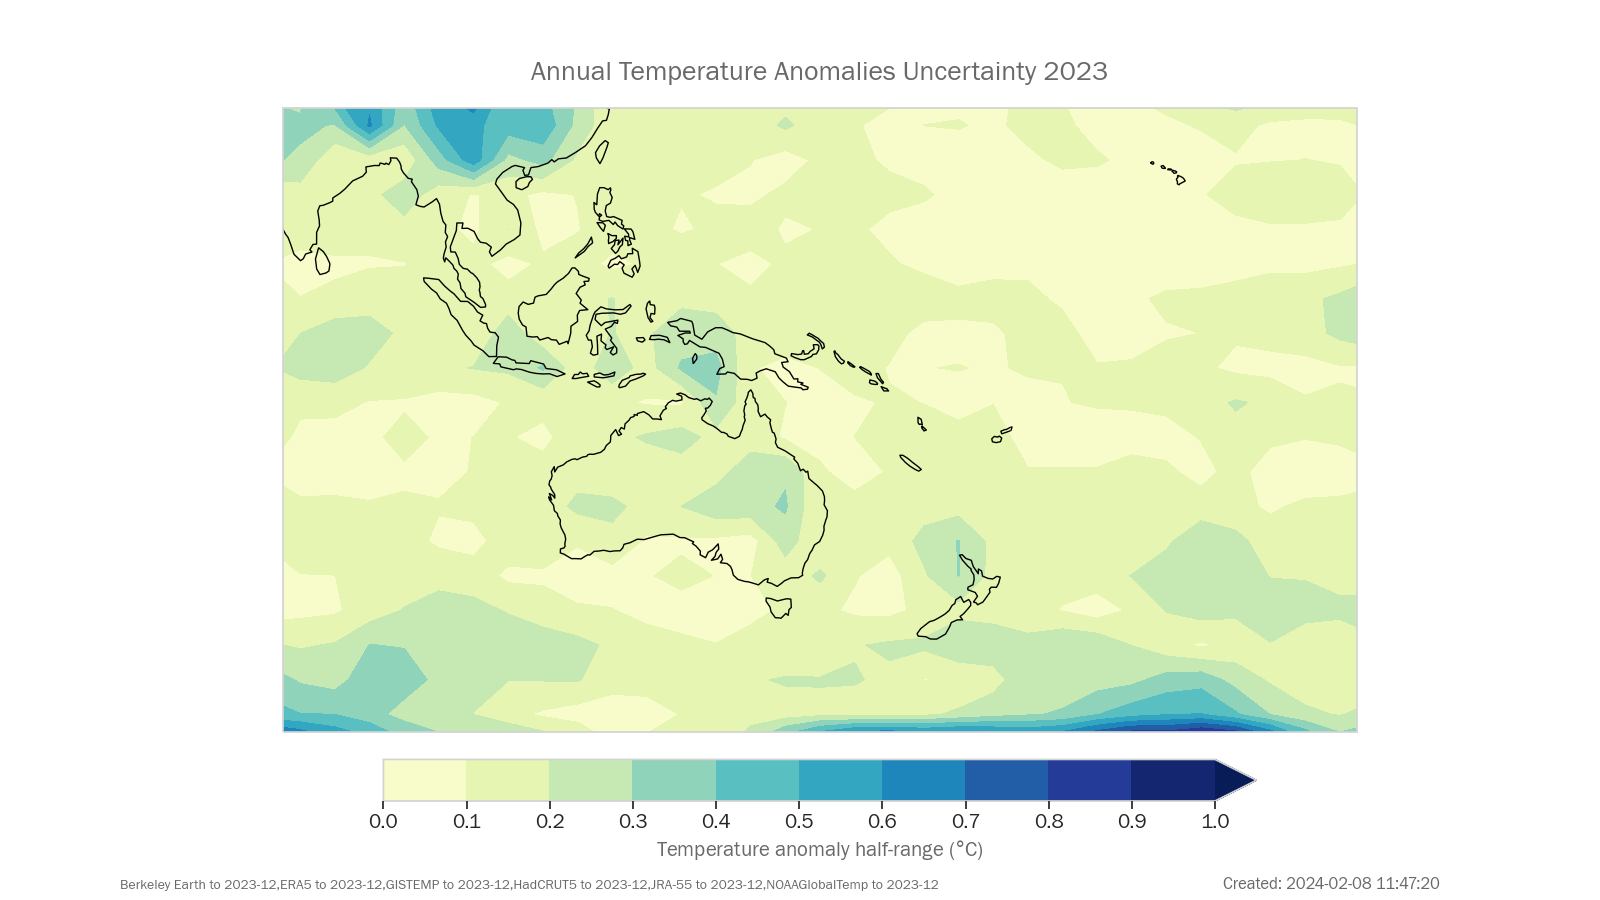 Annual Temperature Anomalies Uncertainty 2023
0.0 0.1 0.2 0.3 0.4 0.5 0.6 0.7 0.8 0.9 1.0
Temperature anomaly half-range (°C)
Berkeley Earth to 2023-12,ERA5 to 2023-12,GISTEMP to 2023-12,HadCRUT5 to 2023-12,JRA-55 to 2023-12,NOAAGlobalTemp to 2023-12
Created: 2024-02-08 11:47:20